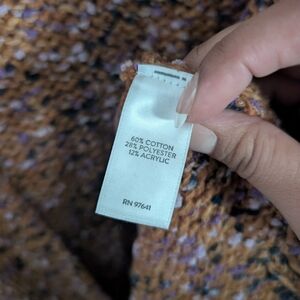 60% COTTON
28% POLYESTER
12% ACRYLIC
RN 97641